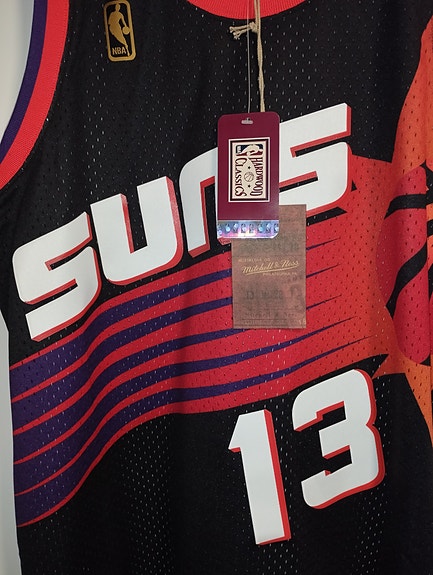 NBA
SUNS
HARDWOOD
CLASSICS
Mitchell & Ness
13